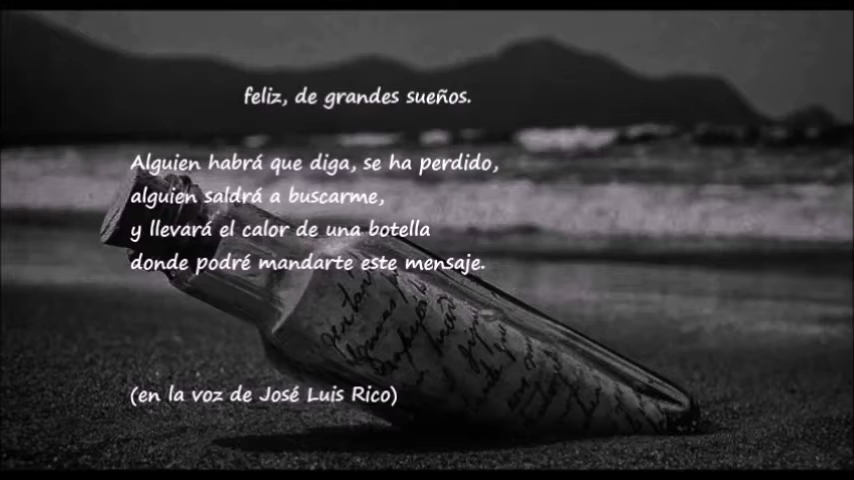 feliz, de grandes sueños.
Alguien habrá que diga, se ha perdido,
alguien saldrá a buscarme,
y llevará el calor de una botella
donde podré mandarte este mensaje.
(en la voz de José Luis Rico)